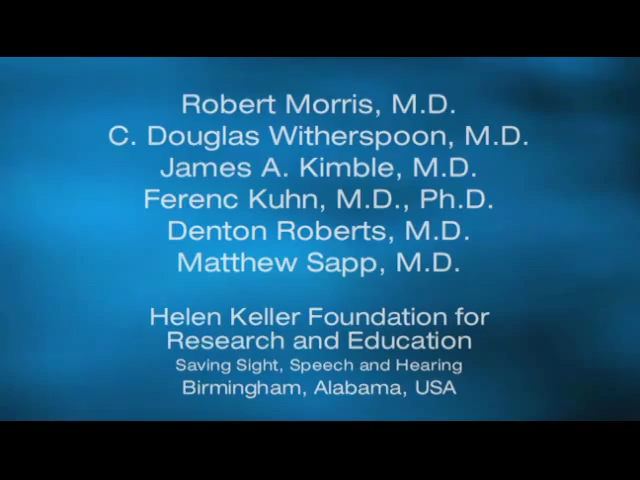 Robert Morris, M.D.
C. Douglas Witherspoon, M.D.
James A. Kimble, M.D.
Ferenc Kuhn, M.D., Ph.D.
Denton Roberts, M.D.
Matthew Sapp, M.D.
Helen Keller Foundation for
Research and Education
Saving Sight, Speech and Hearing
Birmingham, Alabama, USA